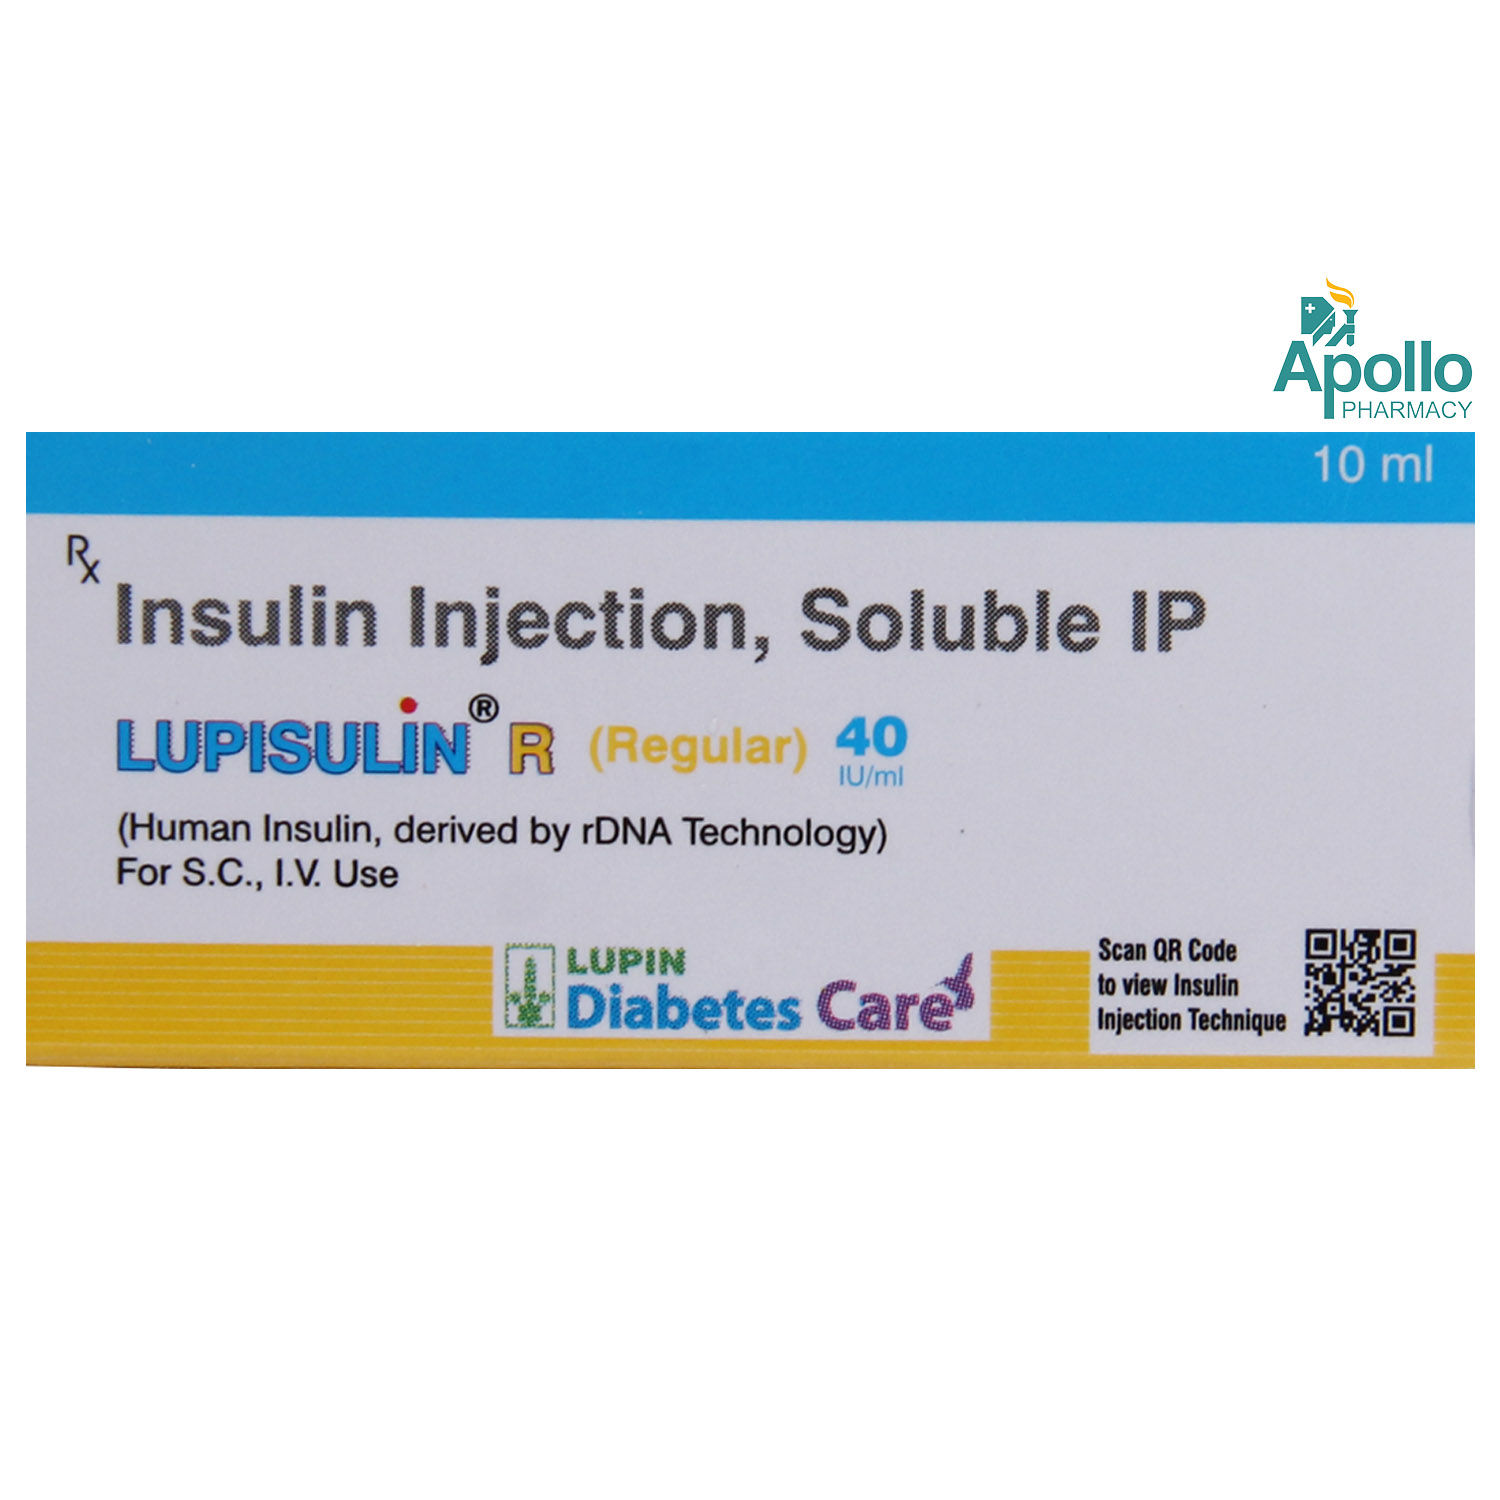 Apollo
PHARMACY
10 ml
Rx
Insulin Injection, Soluble IP
LUPISULIN® R (Regular) 40
IU/ml
(Human Insulin, derived by rDNA Technology)
For S.C., I.V. Use
LUPIN
Diabetes Care
Scan QR Code
to view Insulin
Injection Technique